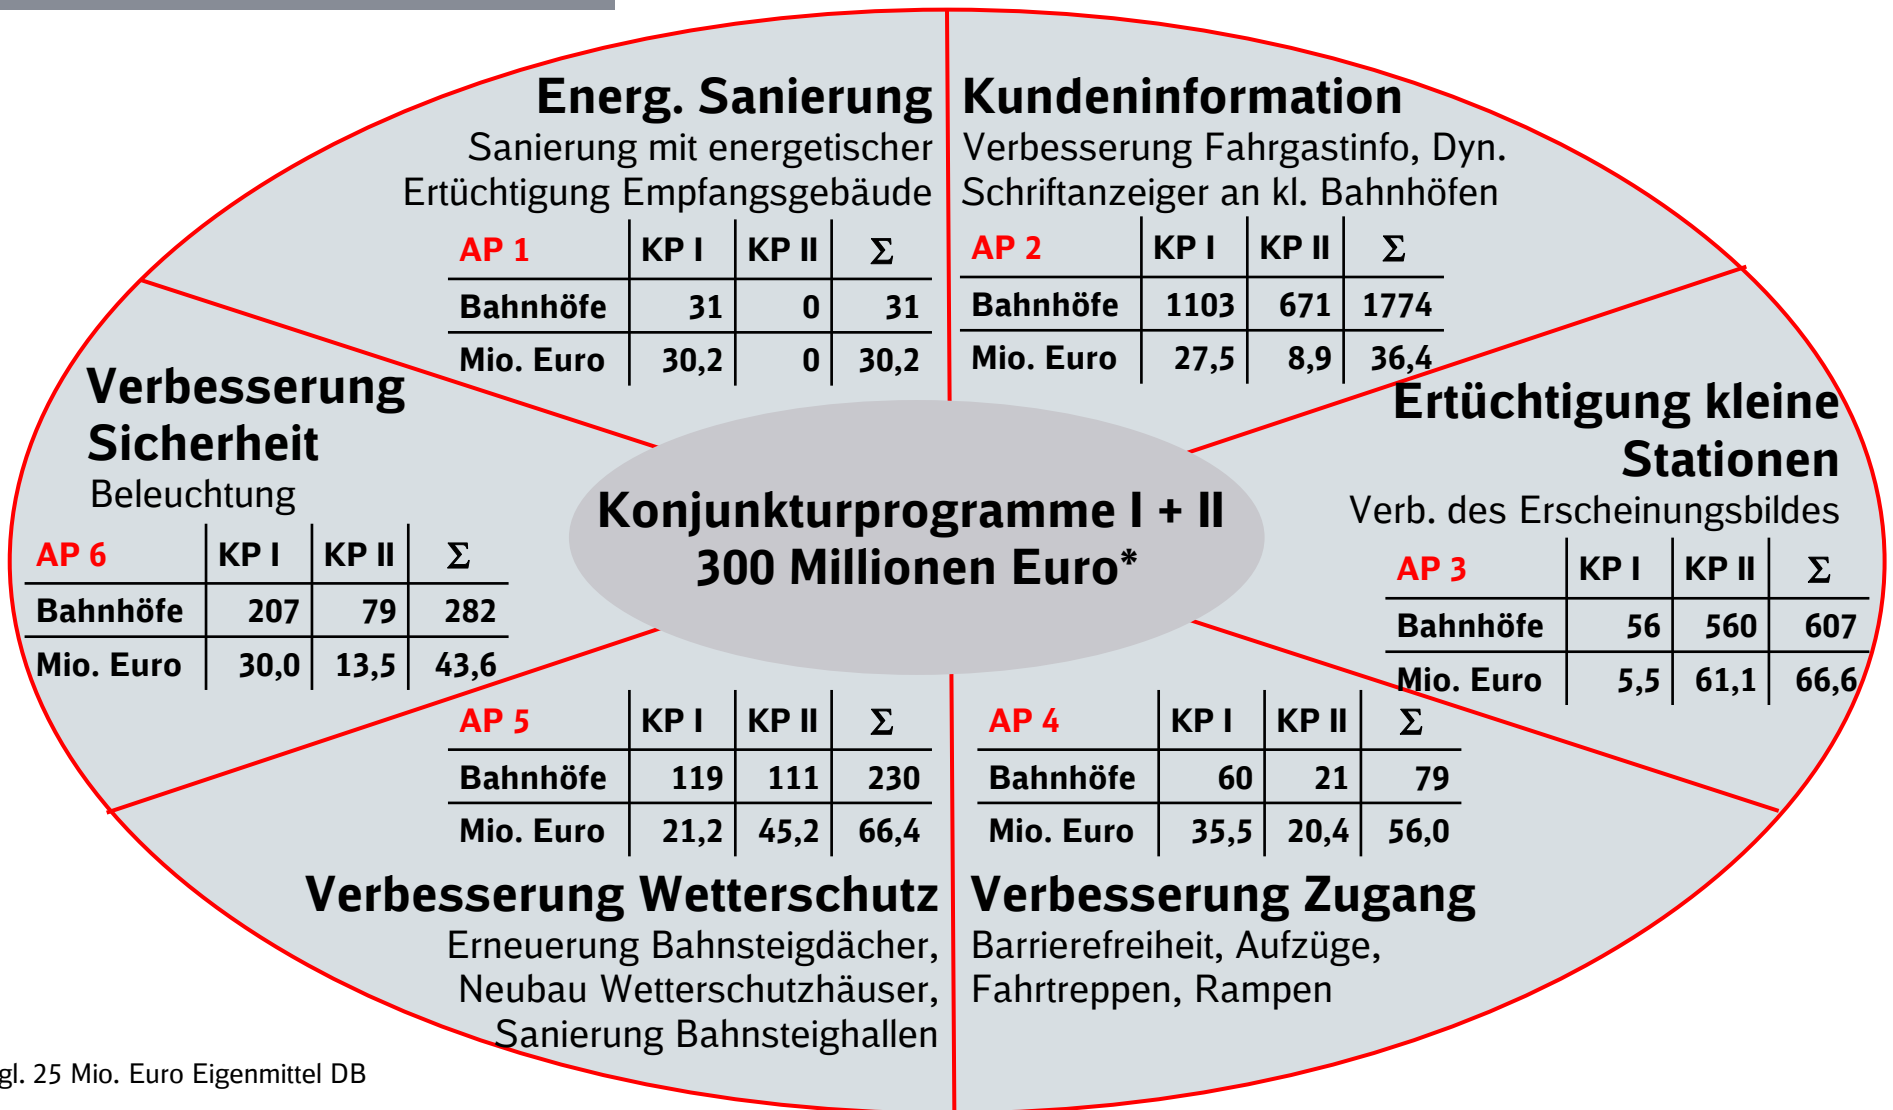 Energ. Sanierung
Sanierung mit energetischer
Ertüchtigung Empfangsgebäude
AP 1 KP I KP II Σ
Bahnhöfe 31 0 31
Mio. Euro 30,2 0 30,2
Kundeninformation
Verbesserung Fahrgastinfo, Dyn.
Schriftanzeiger an kl. Bahnhöfen
AP 2 KP I KP II Σ
Bahnhöfe 1103 671 1774
Mio. Euro 27,5 8,9 36,4
Verbesserung
Sicherheit
Beleuchtung
AP 6 KP I KP II Σ
Bahnhöfe 207 79 282
Mio. Euro 30,0 13,5 43,6
Konjunkturprogramme I + II
300 Millionen Euro*
Ertüchtigung kleine
Stationen
Verb. des Erscheinungsbildes
AP 3 KP I KP II Σ
Bahnhöfe 56 560 607
Mio. Euro 5,5 61,1 66,6
AP 5 KP I KP II Σ
Bahnhöfe 119 111 230
Mio. Euro 21,2 45,2 66,4
Verbesserung Wetterschutz
Erneuerung Bahnsteigdächer,
Neubau Wetterschutzhäuser,
Sanierung Bahnsteighallen
AP 4 KP I KP II Σ
Bahnhöfe 60 21 79
Mio. Euro 35,5 20,4 56,0
Verbesserung Zugang
Barrierefreiheit, Aufzüge,
Fahrtreppen, Rampen
gl. 25 Mio. Euro Eigenmittel DB